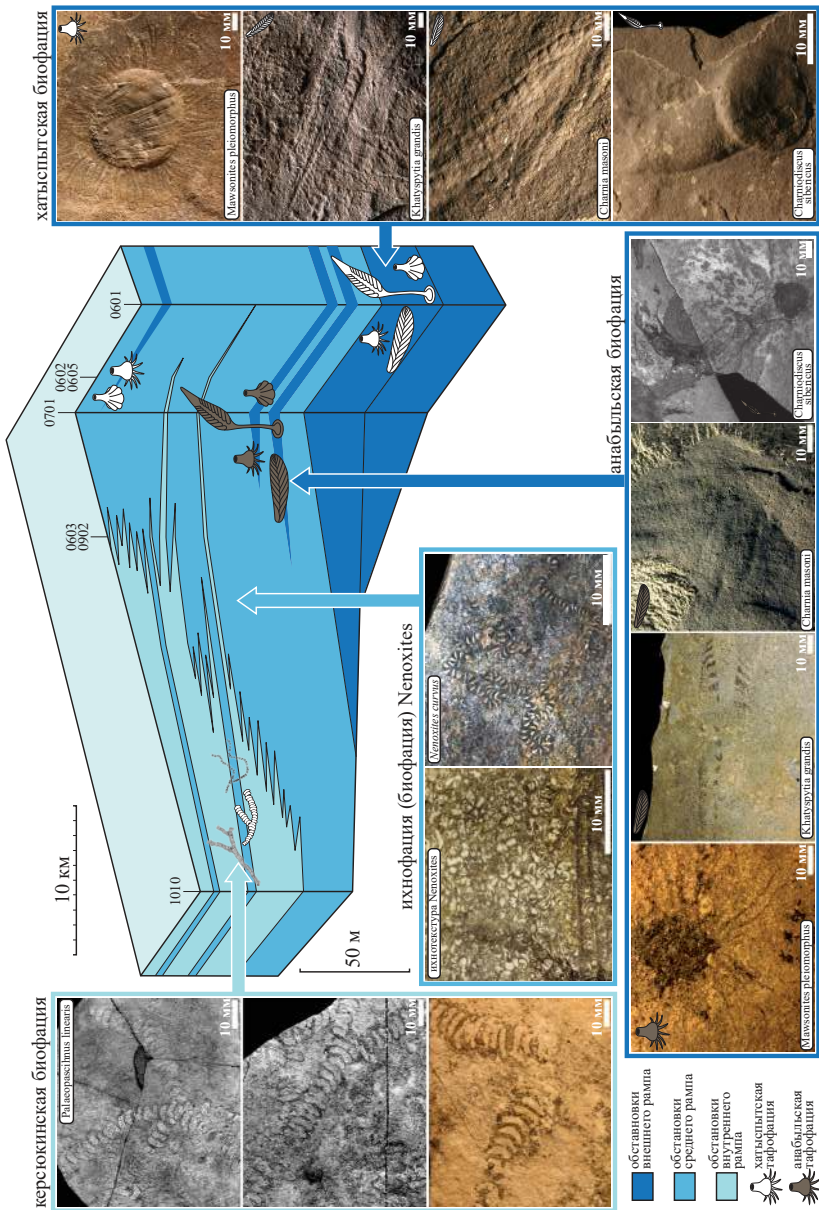 керсюкинская биофация
Palaeopascihnus linearis
10 мм
10 мм
10 мм
10 км
50 м
1010
0603
0902
0701
0602
0605
0601
ихнофация (биофация) Nenoxites
ихнотекстура Nenoxites
10 мм
Nenoxites curvus
10 мм
хатыспытская биофация
10 мм
Mawsonites pleiomorphus
10 мм
Khatyspytia grandis
10 мм
Charnia masoni
10 мм
Charniodiscus
sibencus
анабыльская биофация
Mawsonites pleiomorphus
10 мм
Khatyspytia grandis
10 мм
Charnia masoni
10 мм
Charniodiscus
sibencus
10 мм
обставновки
внешнего рампа
обстановки
среднего рампа
обстановки
внутреннего
рампа
хатыспытская
тафофация
анабыльская
тафофация